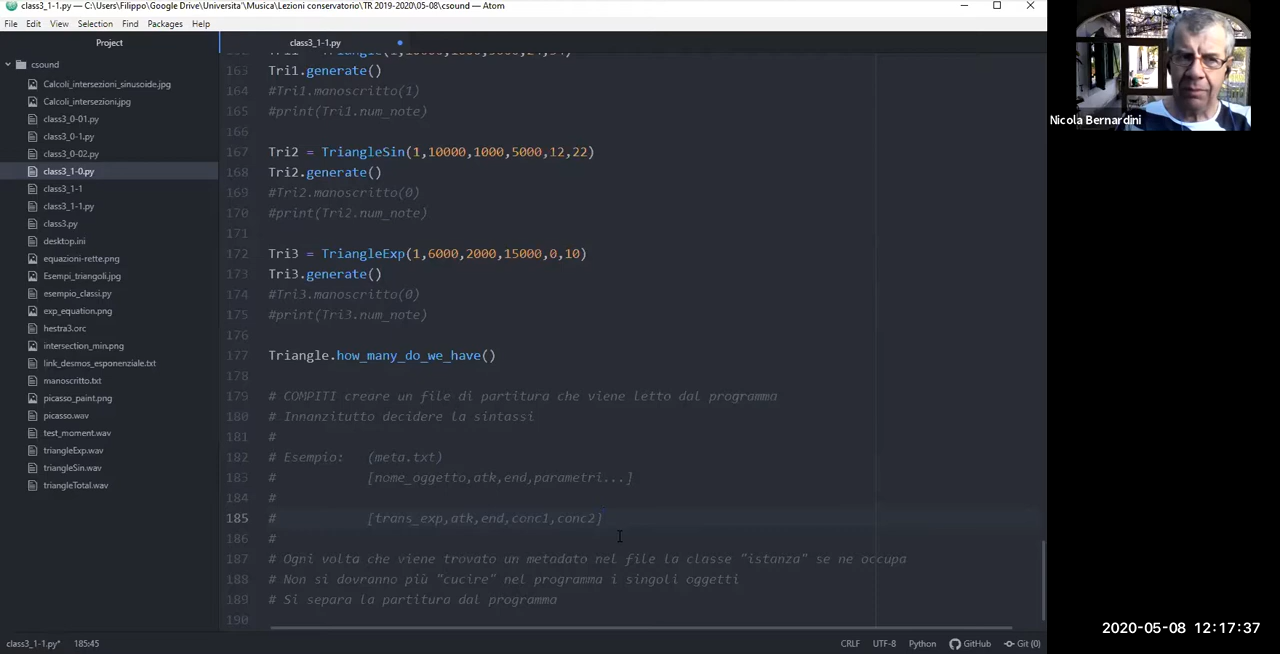 class3_1-1.py — C:\Users\Filippo\Google Drive\Universita'\Musica\Lezioni conservatorio\TR 2019-2020\05-08\csound — Atom
File Edit View Selection Find Packages Help
Project
class3_1-1.py
csound
Calcoli_intersezioni_sinusoide.jpg
Calcoli_intersezioni.jpg
class3_0-01.py
class3_0-1.py
class3_0-02.py
class3_1-0.py
class3_1-1
class3_1-1.py
class3.py
desktop.ini
equazioni-rette.png
Esempi_triangoli.jpg
esempio_classi.py
exp_equation.png
hestra3.orc
intersection_min.png
link_desmos_esponenziale.txt
manoscritto.txt
picasso_paint.png
picasso.wav
test_moment.wav
triangleExp.wav
triangleSin.wav
triangleTotal.wav
163 Tri1.generate()
164 #Tri1.manoscritto(1)
165 #print(Tri1.num_note)
166
167 Tri2 = TriangleSin(1,10000,1000,5000,12,22)
168 Tri2.generate()
169 #Tri2.manoscritto(0)
170 #print(Tri2.num_note)
171
172 Tri3 = TriangleExp(1,6000,2000,15000,0,10)
173 Tri3.generate()
174 #Tri3.manoscritto(0)
175 #print(Tri3.num_note)
176
177 Triangle.how_many_do_we_have()
178
179 # COMPITI creare un file di partitura che viene letto dal programma
180 # Innanzitutto decidere la sintassi
181 #
182 # Esempio: (meta.txt)
183 # [nome_oggetto,atk,end,parametri...]
184 #
185 # [trans_exp,atk,end,conc1,conc2]
186 #
187 # Ogni volta che viene trovato un metadato nel file la classe "istanza" se ne occupa
188 # Non si dovranno più "cucire" nel programma i singoli oggetti
189 # Si separa la partitura dal programma
190
class3_1-1.py* 185:45
CRLF UTF-8 Python GitHub Git (0)
Nicola Bernardini
2020-05-08 12:17:37